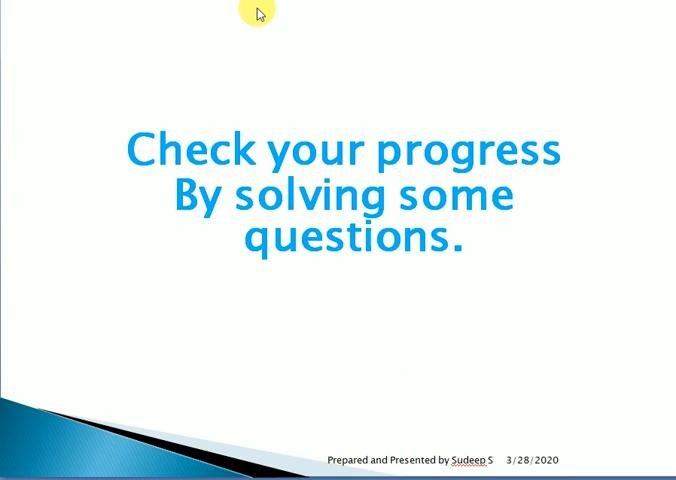 Check your progress
By solving some
questions.
Prepared and Presented by Sudeep S 3/28/2020